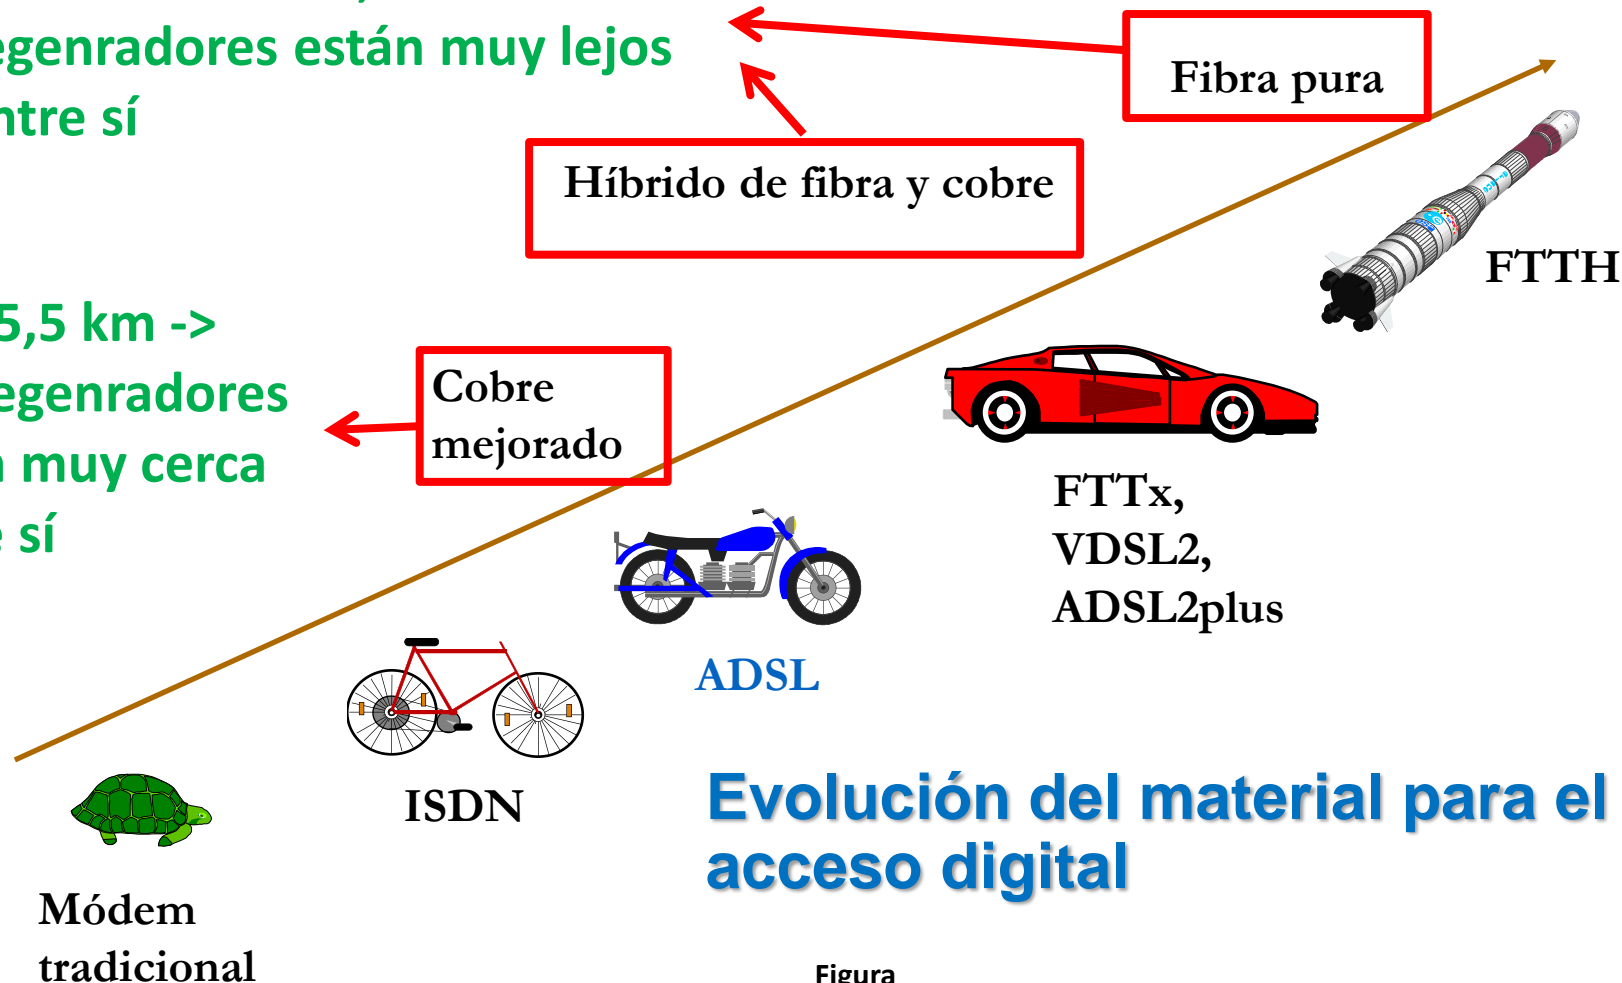 egenradores están muy lejos
ntre sí
Fibra pura
Híbrido de fibra y cobre
FTTH
5,5 km ->
egenradores
muy cerca
sí
Cobre
mejorado
FTTx,
VDSL2,
ADSL2plus
ADSL
ISDN
Evolución del material para el
acceso digital
Módem
tradicional
Figura